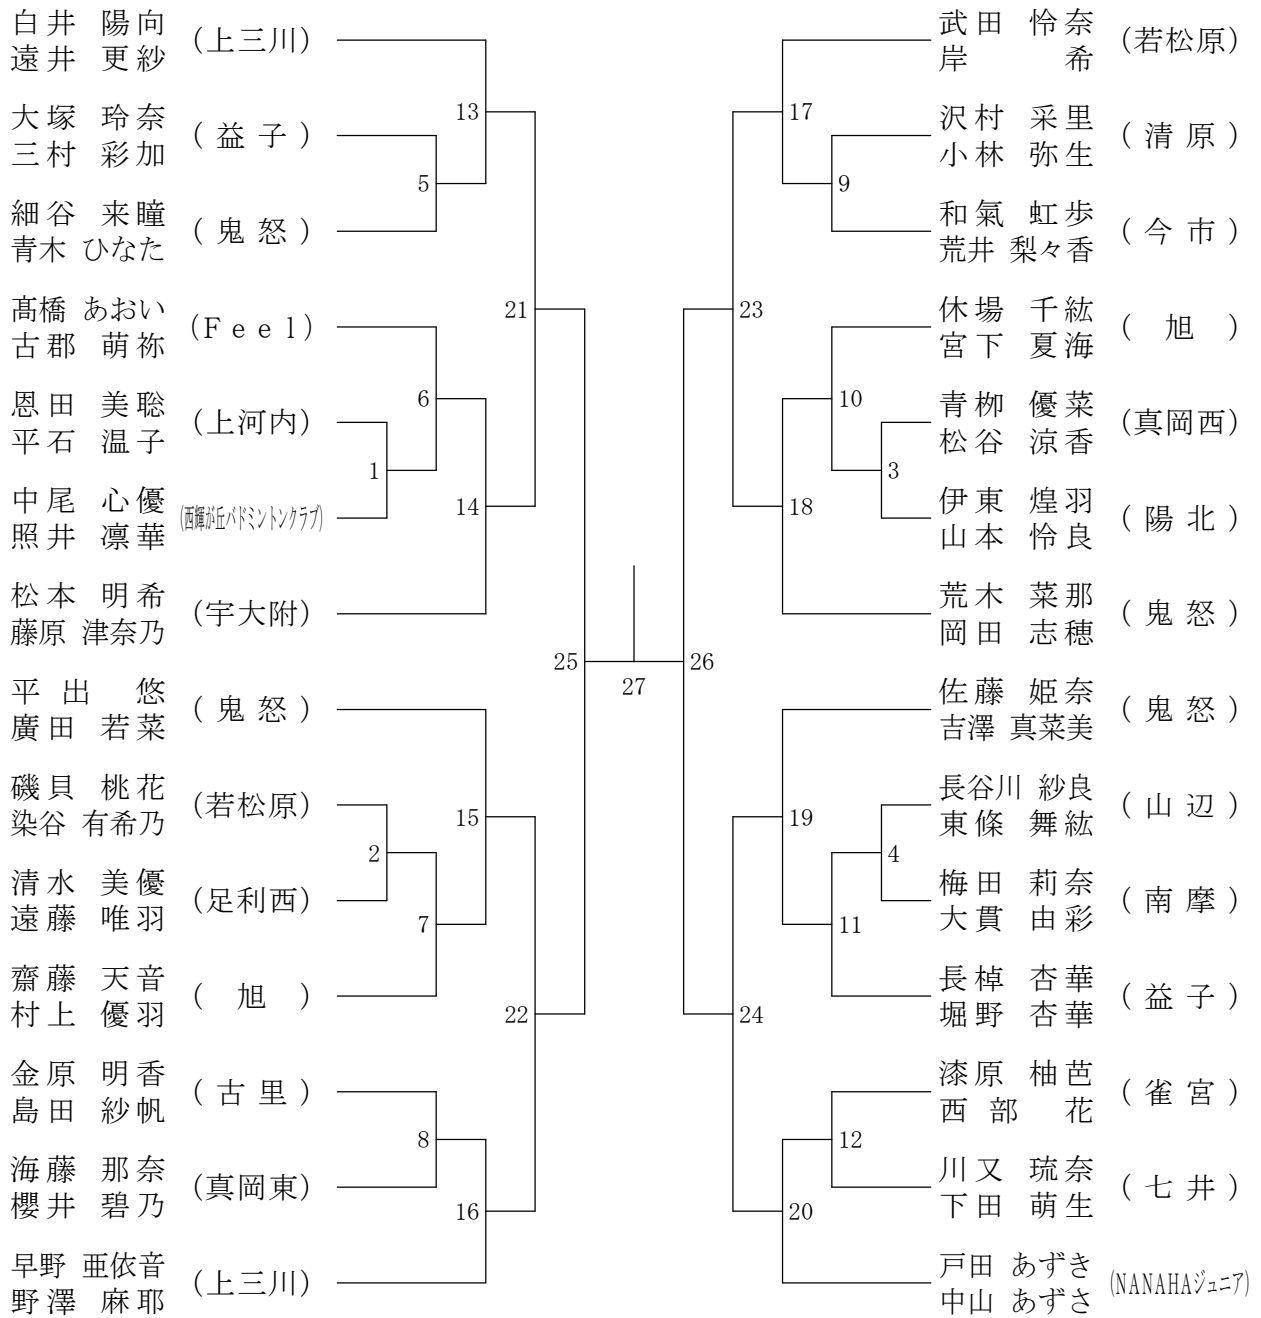 白井 陽向
遠井 更紗
(上三川)
大塚 玲奈
三村 彩加
(益子)
細谷 来瞳
青木 ひなた
(鬼怒)
髙橋 あおい
古郡 萌祢
(Feel)
恩田 美聡
平石 温子
(上河内)
中尾 心優
照井 凛華
(西輝が丘バドミントンクラブ)
松本 明希
藤原 津奈乃
(宇大附)
平出 悠
廣田 若菜
(鬼怒)
磯貝 桃花
染谷 有希乃
(若松原)
清水 美優
遠藤 唯羽
(足利西)
齋藤 天音
村上 優羽
(旭)
金原 明香
島田 紗帆
(古里)
海藤 那奈
櫻井 碧乃
(真岡東)
早野 亜依音
野澤 麻耶
(上三川)
13
5
21
6
1
14
25
15
2
7
22
8
16
27
17
9
23
10
3
18
26
19
4
11
24
12
20
武田 怜奈
岸 希
(若松原)
沢村 采里
小林 弥生
(清原)
和氣 虹歩
荒井 梨々香
(今市)
休場 千紘
宮下 夏海
(旭)
青栁 優菜
松谷 涼香
(真岡西)
伊東 煌羽
山本 怜良
(陽北)
荒木 菜那
岡田 志穂
(鬼怒)
佐藤 姫奈
吉澤 真菜美
(鬼怒)
長谷川 紗良
東條 舞紘
(山辺)
梅田 莉奈
大貫 由彩
(南摩)
長棹 杏華
堀野 杏華
(益子)
漆原 柚芭
西部 花
(雀宮)
川又 琉奈
下田 萌生
(七井)
戸田 あずき
中山 あずさ
(NANAHAジュニア)